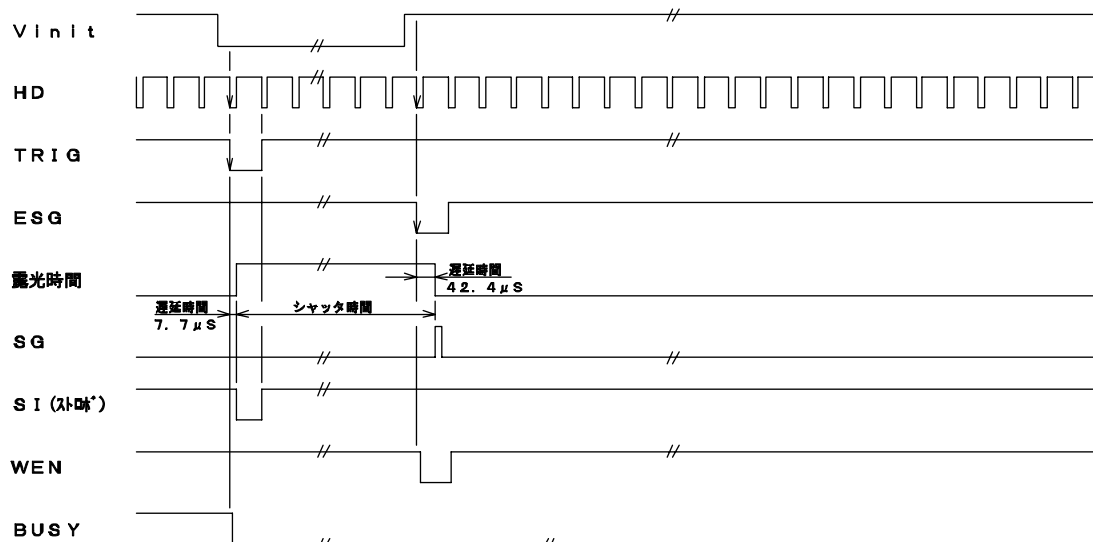 Vinit
HD
TRIG
ESG
露光時間
遅延時間
42.4μS
遅延時間
7.7μS
シャッタ時間
SG
SI(ストロボ)
WEN
BUSY